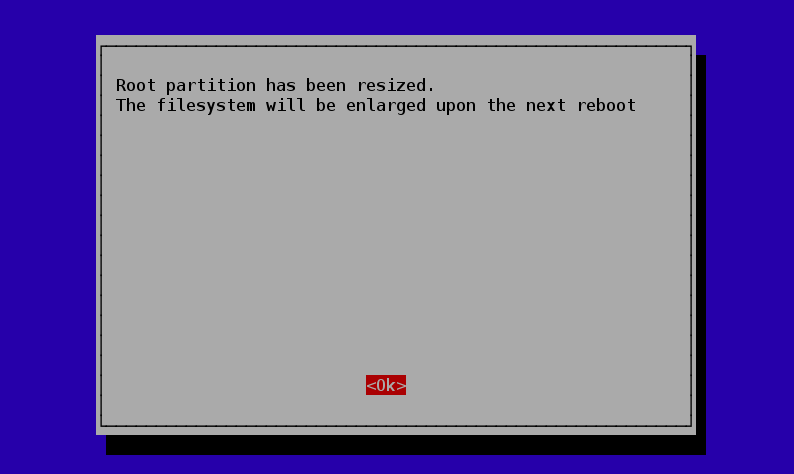 Root partition has been resized.
The filesystem will be enlarged upon the next reboot
<Ok>